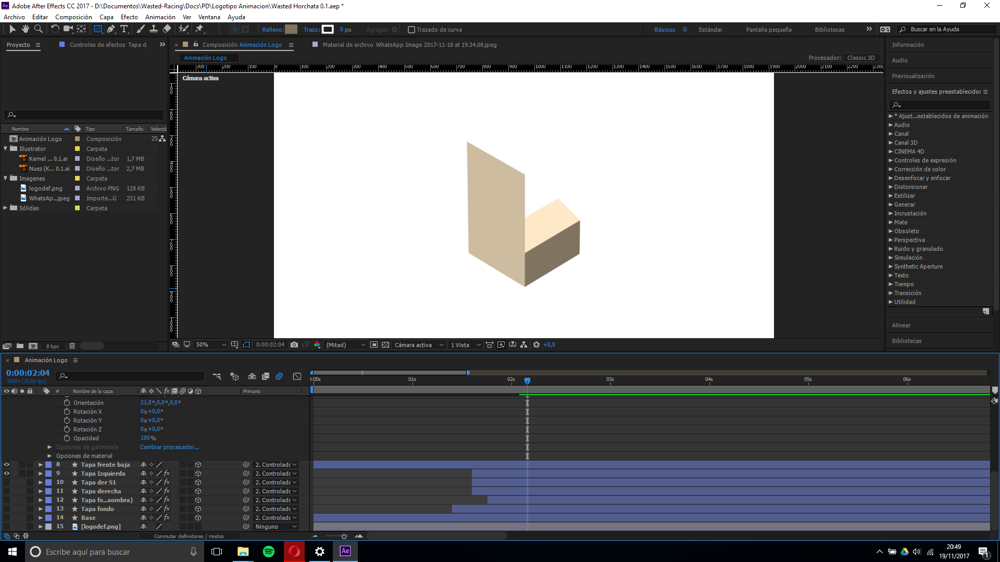 Adobe After Effects CC 2017 - D:\Documentos\Wasted-Racing\Docs\PD\Logotipo Animacion\Wasted Horchata 0.1.aep *
Archivo Editar Composición Capa Efecto Animación Ver Ventana Ayuda
Relleno: Trazo: 0 px Agregar: Trazado de curva Básicos Estándar Pantalla pequeña Bibliotecas Buscar en la Ayuda
Proyecto Controles de efectos Tapa d Composición Animación Logo Material de archivo WhatsApp Image 2017-11-18 at 19.34.08.jpeg Información
Animación Logo Procesador: Classic 3D
Audio
300 200 100 0 100 200 300 400 500 600 700 800 900 1000 1100 1200 1300 1400 1500 1600 1700 1800 1900 2000 2100 2200 2300
Cámara activa
Previsualización
Efectos y ajustes preestablecidos
Nombre Tipo Tamaño Velocida
Animación Logo Composición 25
Illustrator Carpeta
Kernel ... 0.1.ai Diseño ...tor 1,7 MB
Nuez (K... 0.1.ai Diseño ...tor 2,7 MB
Imagenes Carpeta
logodef.png Archivo PNG 128 KB
WhatsAp...jpeg Importe...G 231 KB
Sólidas Carpeta
* Ajust...establecidos de animación
Audio
Canal
Canal 3D
CINEMA 4D
Controles de expresión
Corrección de color
Desenfocar y enfocar
Distorsionar
Estilizar
Generar
Incrustación
Mate
Obsoleto
Perspectiva
Ruido y granulado
Simulación
Synthetic Aperture
Texto
Tiempo
Transición
Utilidad
Alinear
Bibliotecas
8 bpc 50% 0:00:02:04 (Mitad) Cámara activa 1 Vista +0,0
Animación Logo
0:00:02:04
00054 (25.00 fps)
01s 02s 03s 04s 05s 06s
# Nombre de la capa fx Primario
Orientación 21,0°,0,0°,0,0°
Rotación X 0x+0,0°
Rotación Y 0x+0,0°
Rotación Z 0x+0,0°
Opacidad 100%
Opciones de geometría Cambiar procesador...
Opciones de material
8 Tapa frente baja 2. Controladc
9 Tapa Izquierda fx 2. Controladc
10 Tapa der S1 fx 2. Controladc
11 Tapa derecha fx 2. Controladc
12 Tapa fo...sombra) fx 2. Controladc
13 Tapa fondo fx 2. Controladc
14 Base fx 2. Controladc
15 [logodef.png] Ninguno
Conmutar definidores / modos
Escribe aquí para buscar
Ae
20:49
19/11/2017
1